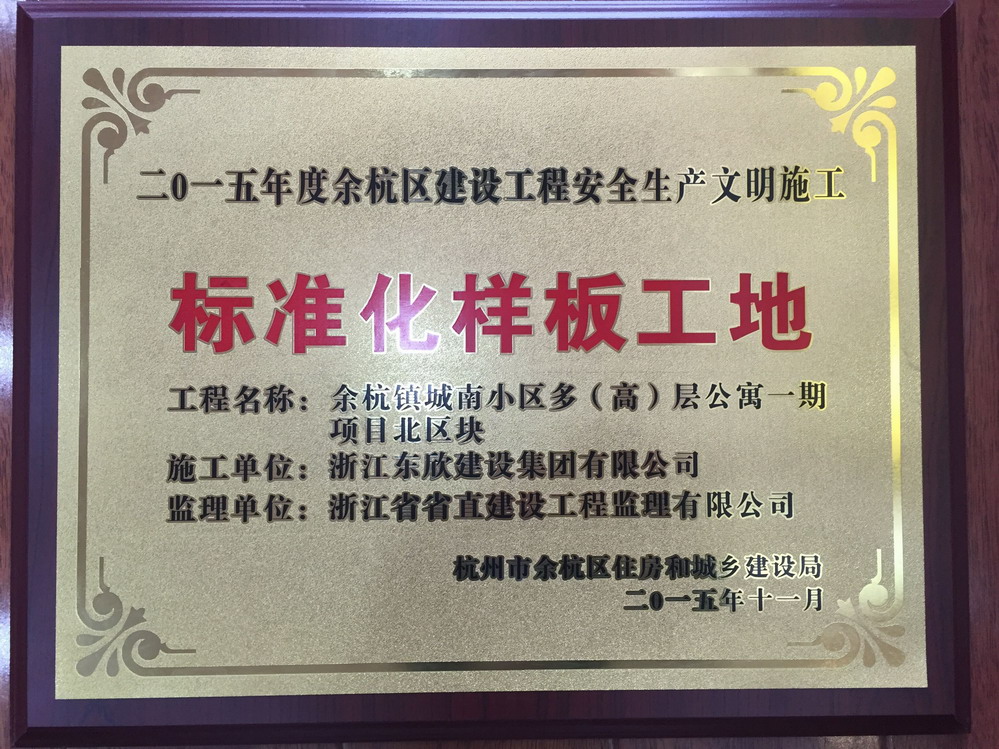 二0一五年度余杭区建设工程安全生产文明施工
标准化样板工地
工程名称：余杭镇城南小区多（高）层公寓一期
项目北区块
施工单位：浙江东欣建设集团有限公司
监理单位：浙江省省直建设工程监理有限公司
杭州市余杭区住房和城乡建设局
二0一五年十一月